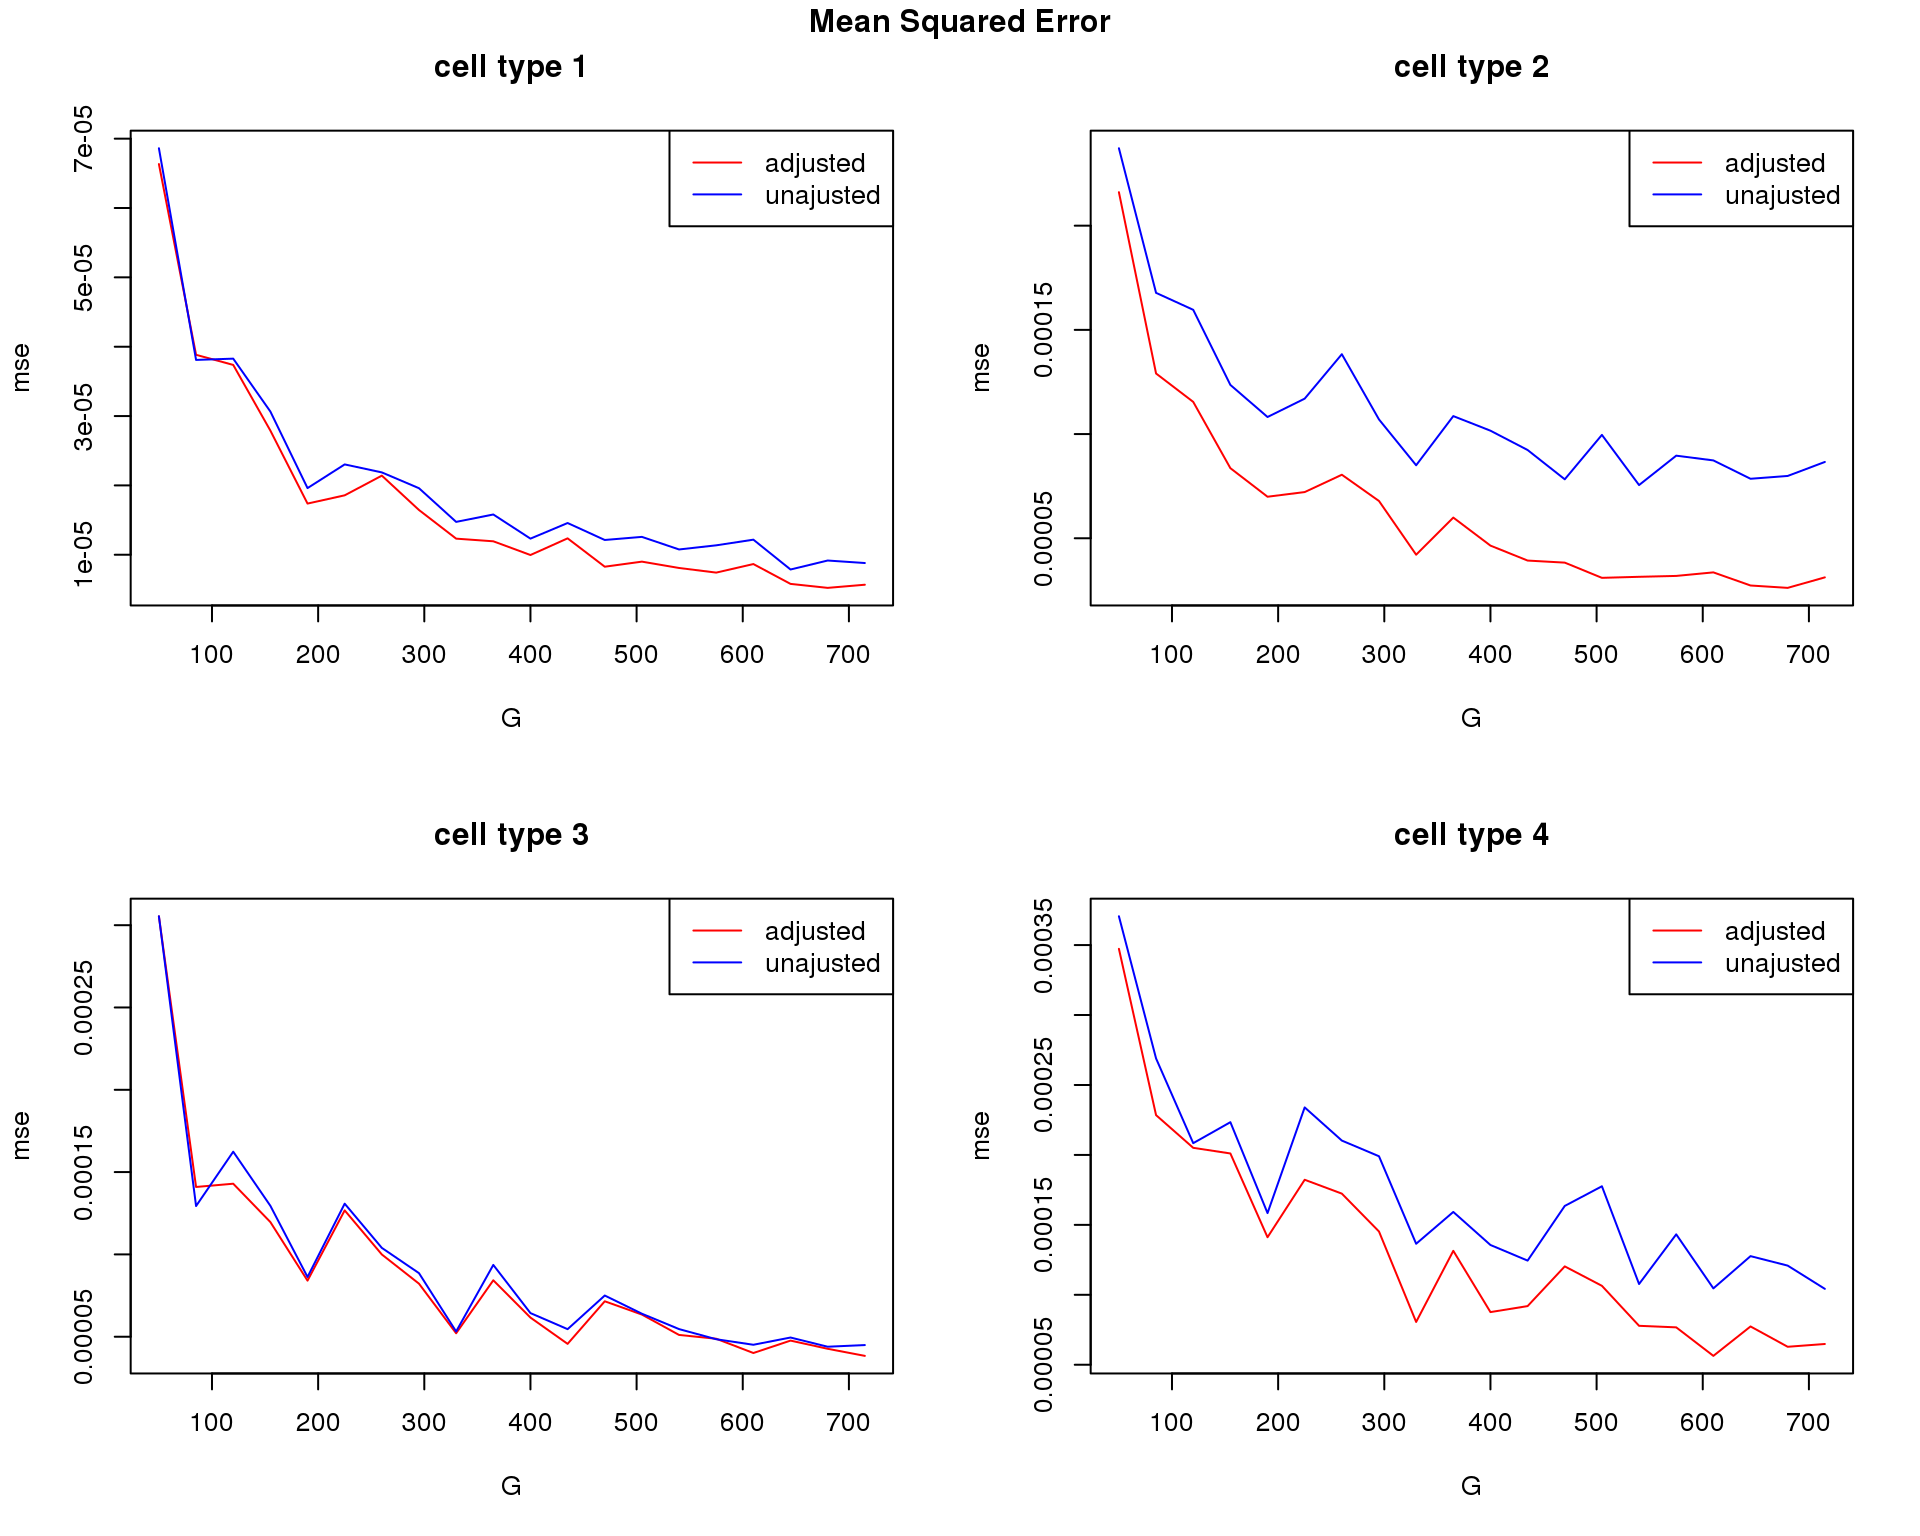 Mean Squared Error
cell type 1
mse
7e-05
5e-05
3e-05
1e-05
adjusted
unajusted
100 200 300 400 500 600 700
G
cell type 2
mse
0.00015
0.00005
adjusted
unajusted
100 200 300 400 500 600 700
G
cell type 3
mse
0.00025
0.00015
0.00005
adjusted
unajusted
100 200 300 400 500 600 700
G
cell type 4
mse
0.00035
0.00025
0.00015
0.00005
adjusted
unajusted
100 200 300 400 500 600 700
G